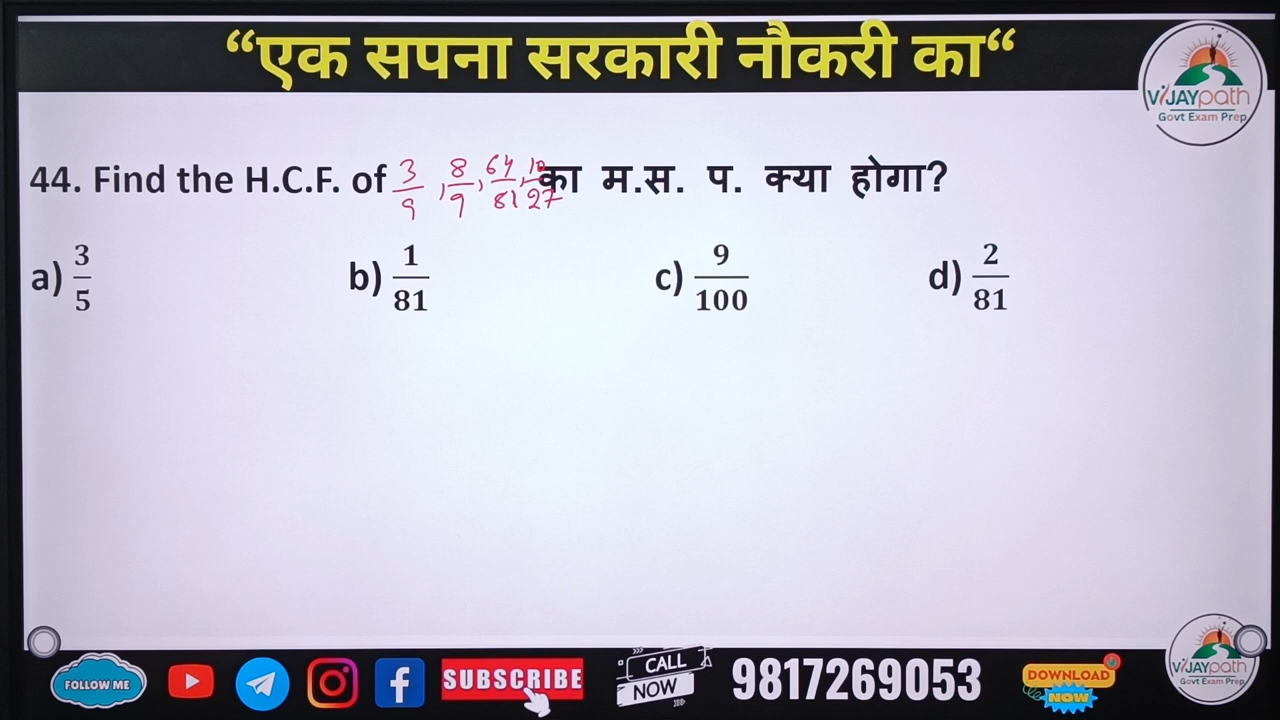 “एक सपना सरकारी नौकरी का“
VIJAYpath
Govt Exam Prep
44. Find the H.C.F. of 3/9, 8/9, 64/81, 10/27 का म.स. प. क्या होगा?
a) 3/5 b) 1/81 c) 9/100 d) 2/81
FOLLOW ME
SUBSCRIBE
CALL
NOW
9817269053
DOWNLOAD
NOW
VIJAYpath
Govt Exam Prep